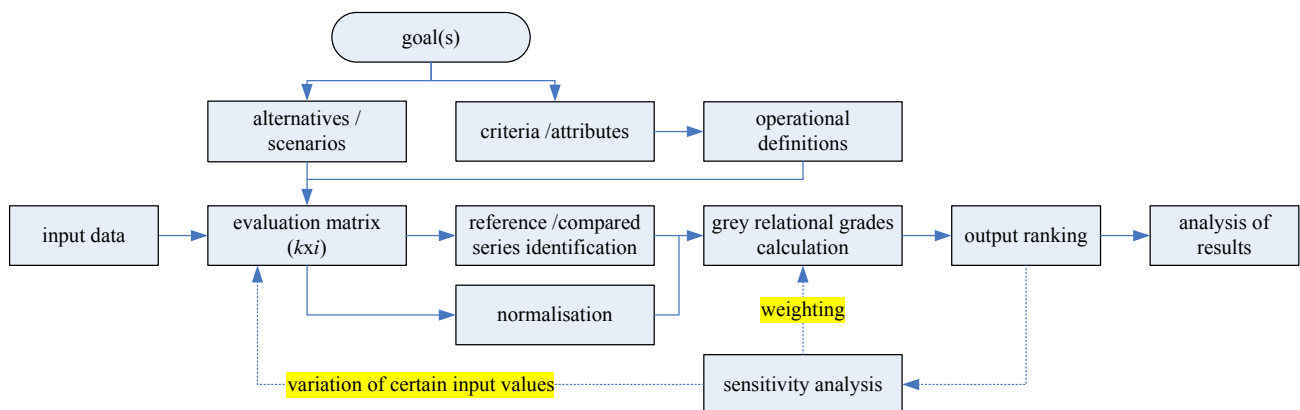 goal(s)
alternatives /
scenarios
criteria /attributes
operational
definitions
input data
evaluation matrix
(kxi)
reference /compared
series identification
grey relational grades
calculation
output ranking
analysis of
results
normalisation
weighting
variation of certain input values
sensitivity analysis